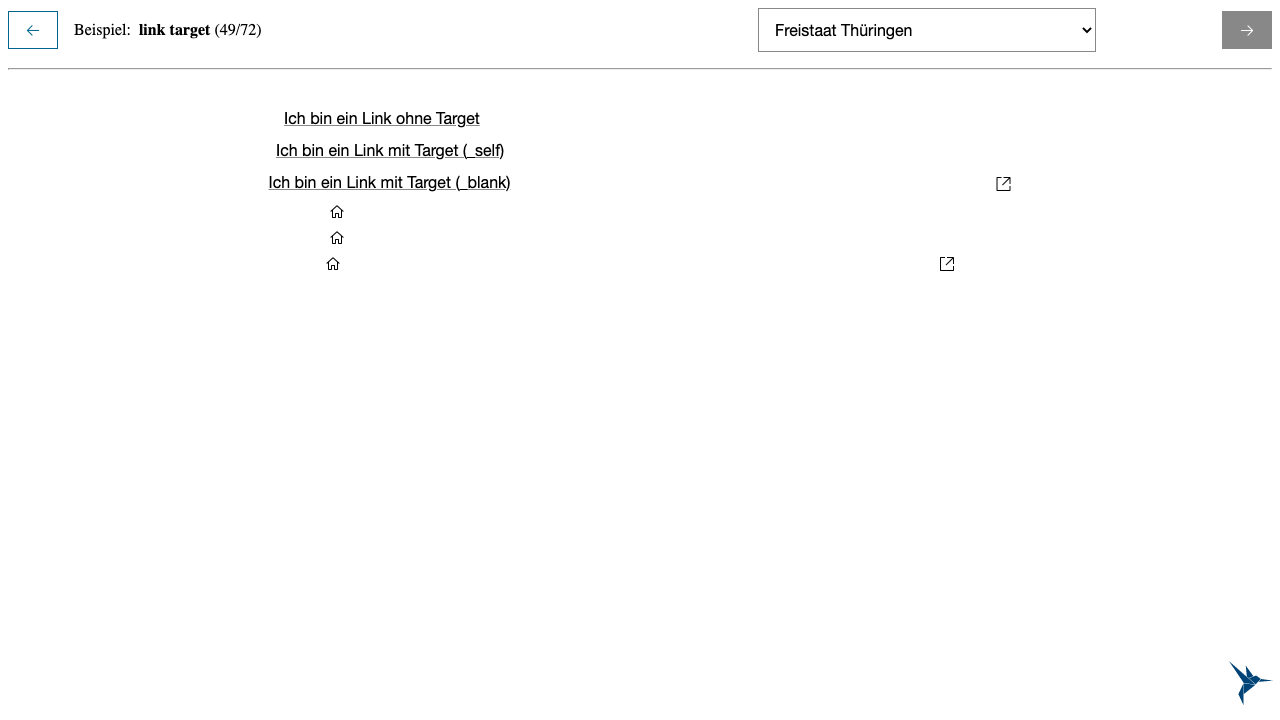 Beispiel: link target (49/72)
Freistaat Thüringen
Ich bin ein Link ohne Target
Ich bin ein Link mit Target (_self)
Ich bin ein Link mit Target (_blank)